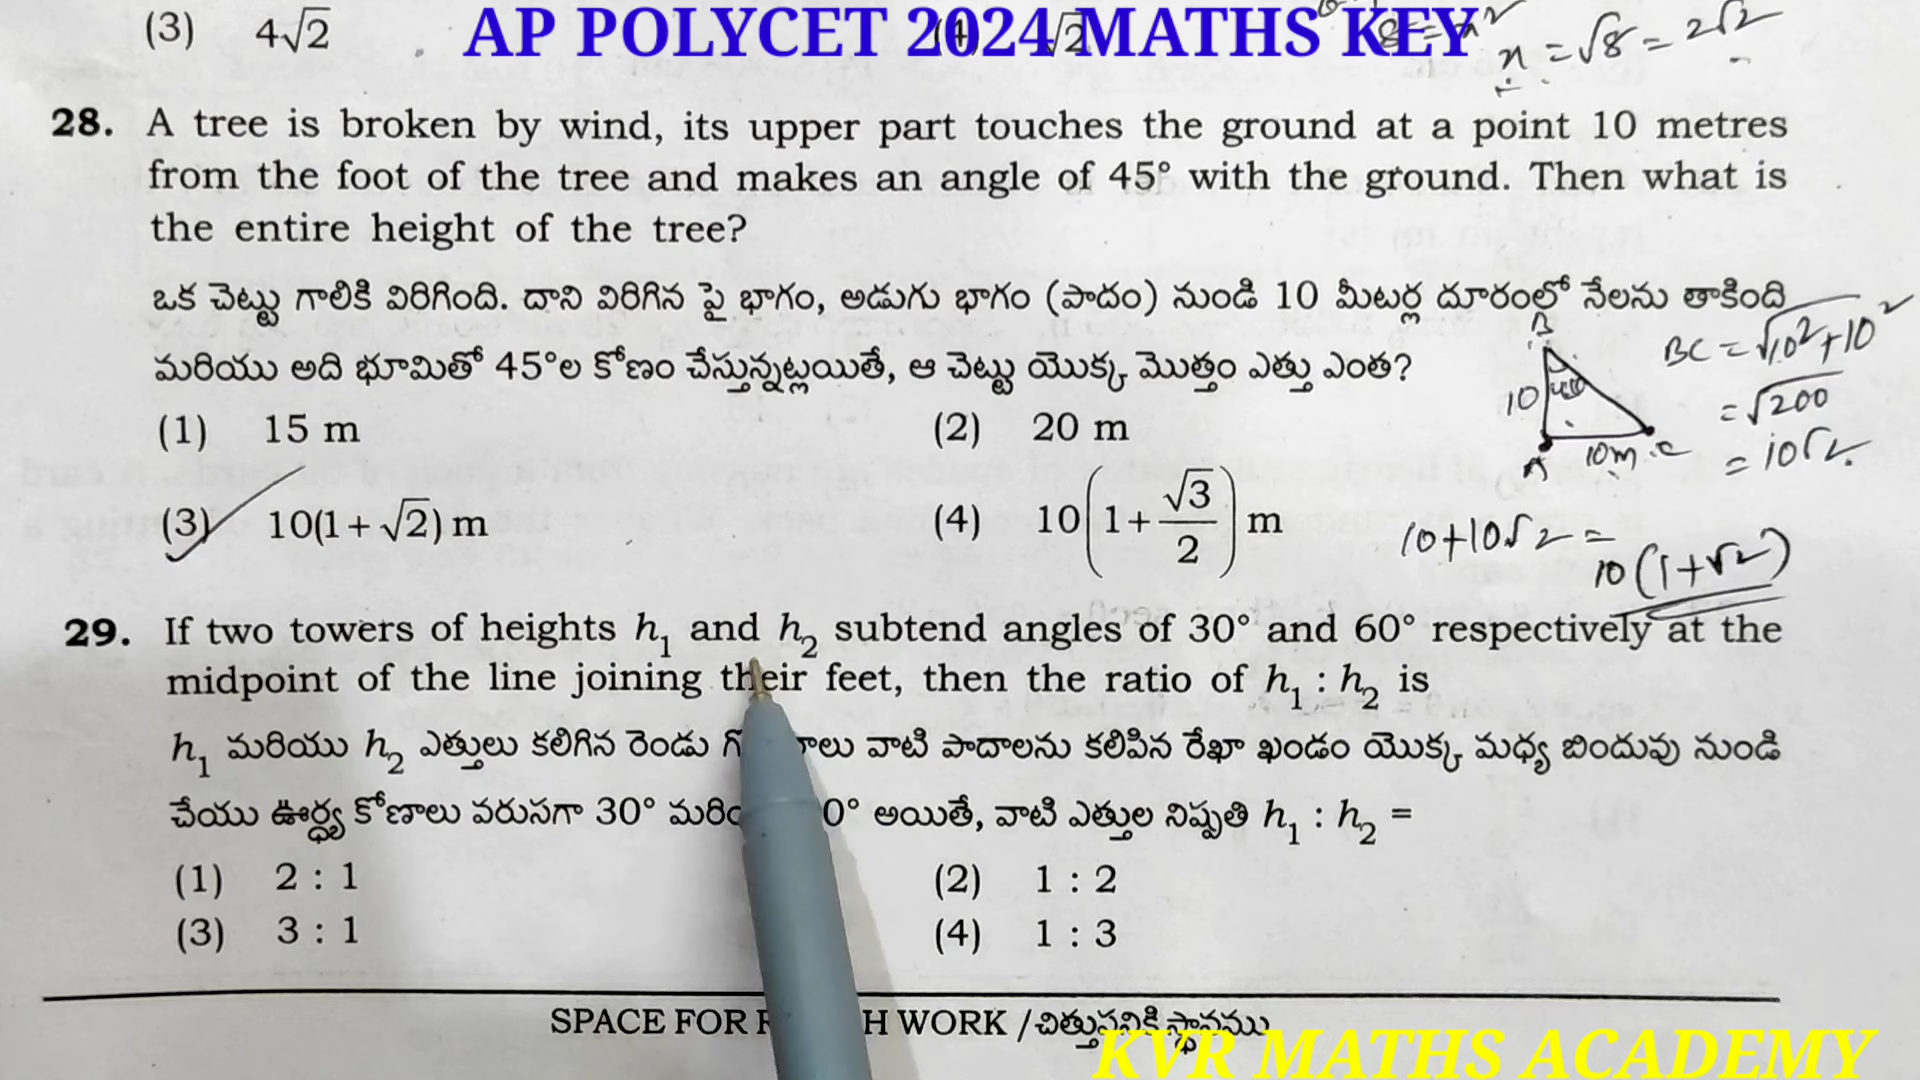 (3) 4√2
AP POLYCET 2024 MATHS KEY
x = √8 = 2√2
28. A tree is broken by wind, its upper part touches the ground at a point 10 metres
from the foot of the tree and makes an angle of 45° with the ground. Then what is
the entire height of the tree?
ఒక చెట్టు గాలికి విరిగింది. దాని విరిగిన పై భాగం, అడుగు భాగం (పాదం) నుండి 10 మీటర్ల దూరంలో నేలను తాకింది
మరియు అది భూమితో 45°ల కోణం చేస్తున్నట్లయితే, ఆ చెట్టు యొక్క మొత్తం ఎత్తు ఎంత?
B
BC = √10² + 10²
10
= √200
A 10m C
= 10√2
(1) 15 m (2) 20 m
(3) 10(1 + √2) m (4) 10(1 + √3/2) m
10 + 10√2 =
10(1 + √2)
29. If two towers of heights h₁ and h₂ subtend angles of 30° and 60° respectively at the
midpoint of the line joining their feet, then the ratio of h₁ : h₂ is
h₁ మరియు h₂ ఎత్తులు కలిగిన రెండు వాటి పాదాలను కలిపిన రేఖా ఖండం యొక్క మధ్య బిందువు నుండి
చేయు ఊర్ధ్వ కోణాలు వరుసగా 30° 0° అయితే, వాటి ఎత్తుల నిష్పత్తి h₁ : h₂ =
(1) 2 : 1 (2) 1 : 2
(3) 3 : 1 (4) 1 : 3
SPACE FOR H WORK / చిత్తుపనికి స్థానము
KVR MATHS ACADEMY